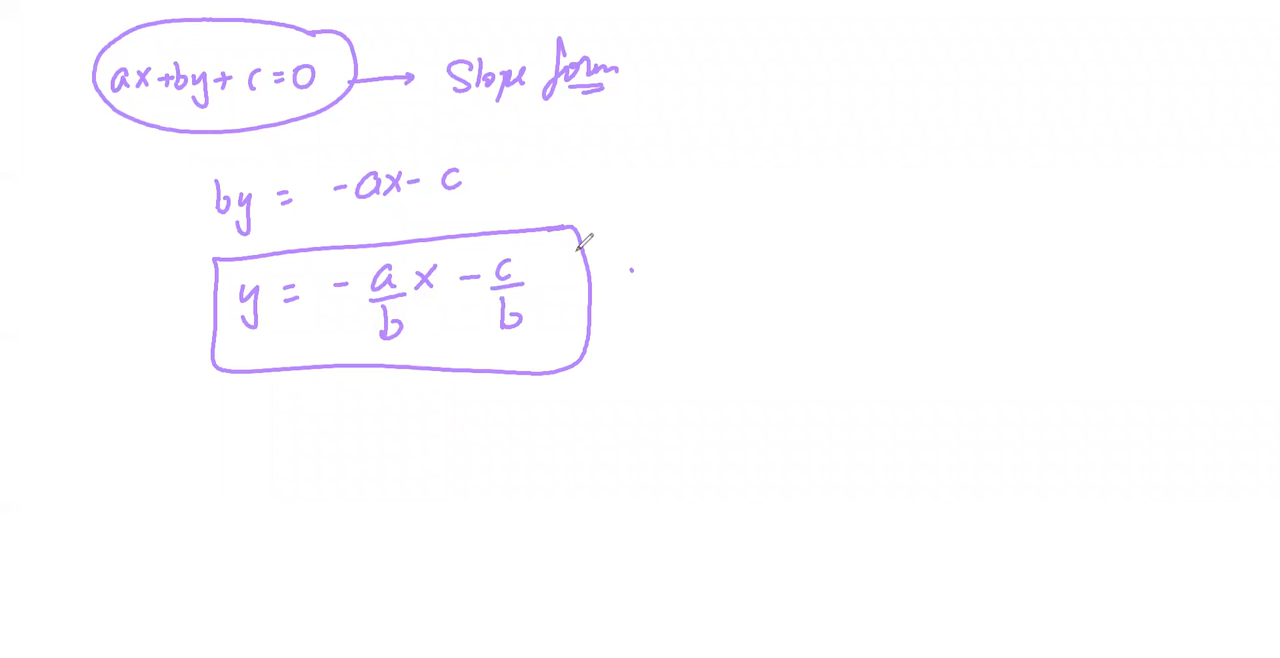 ax+by+c=0 → Slope form
by = -ax-c
y = -a/b x - c/b